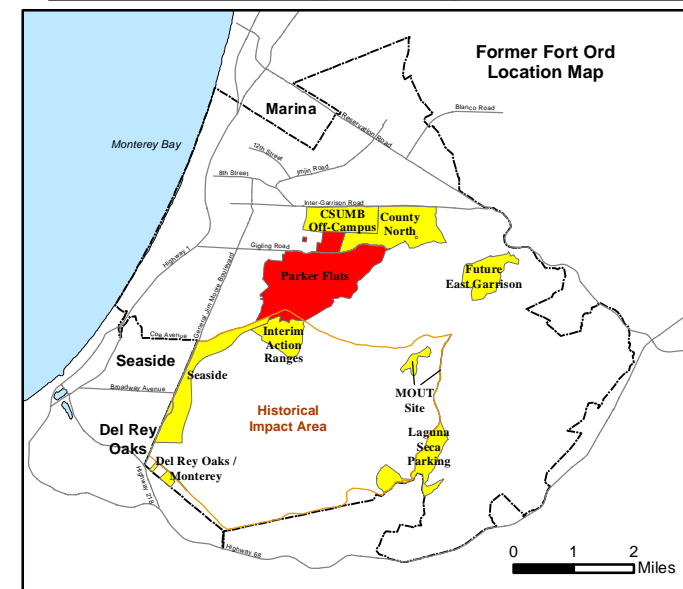 Former Fort Ord
Location Map
Marina
Blanco Road
Reservation Road
Monterey Bay
12th Street
Imjin Road
8th Street
Inter-Garrison Road
CSUMB
Off-Campus
County
North
Gigling Road
Highway 1
General Jim Moore Boulevard
Parker Flats
Future
East Garrison
Coe Avenue
Interim
Action
Ranges
Seaside
Seaside
Broadway Avenue
MOUT
Site
Historical
Impact Area
Del Rey
Oaks
Laguna
Seca
Parking
Del Rey Oaks /
Monterey
Highway 218
Highway 68
0 1 2
Miles